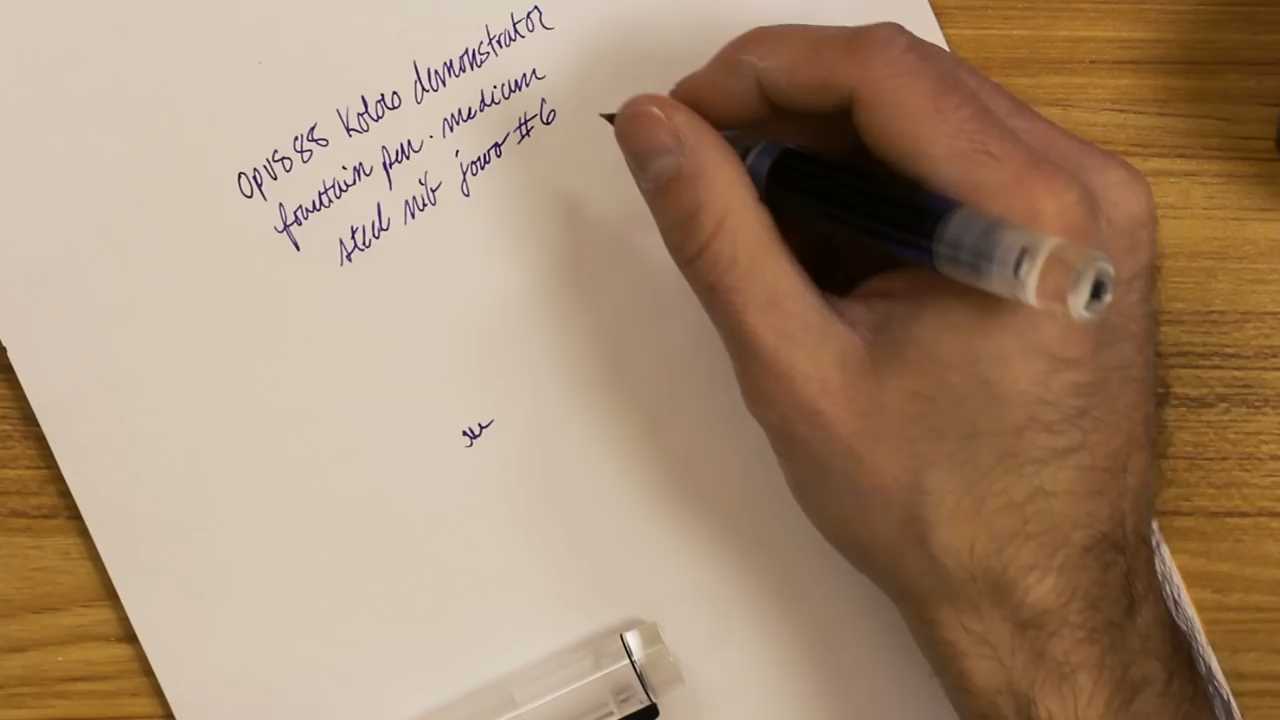 OPUS88 Koloro demonstrator
fountain pen. medium
steel nib jowo #6